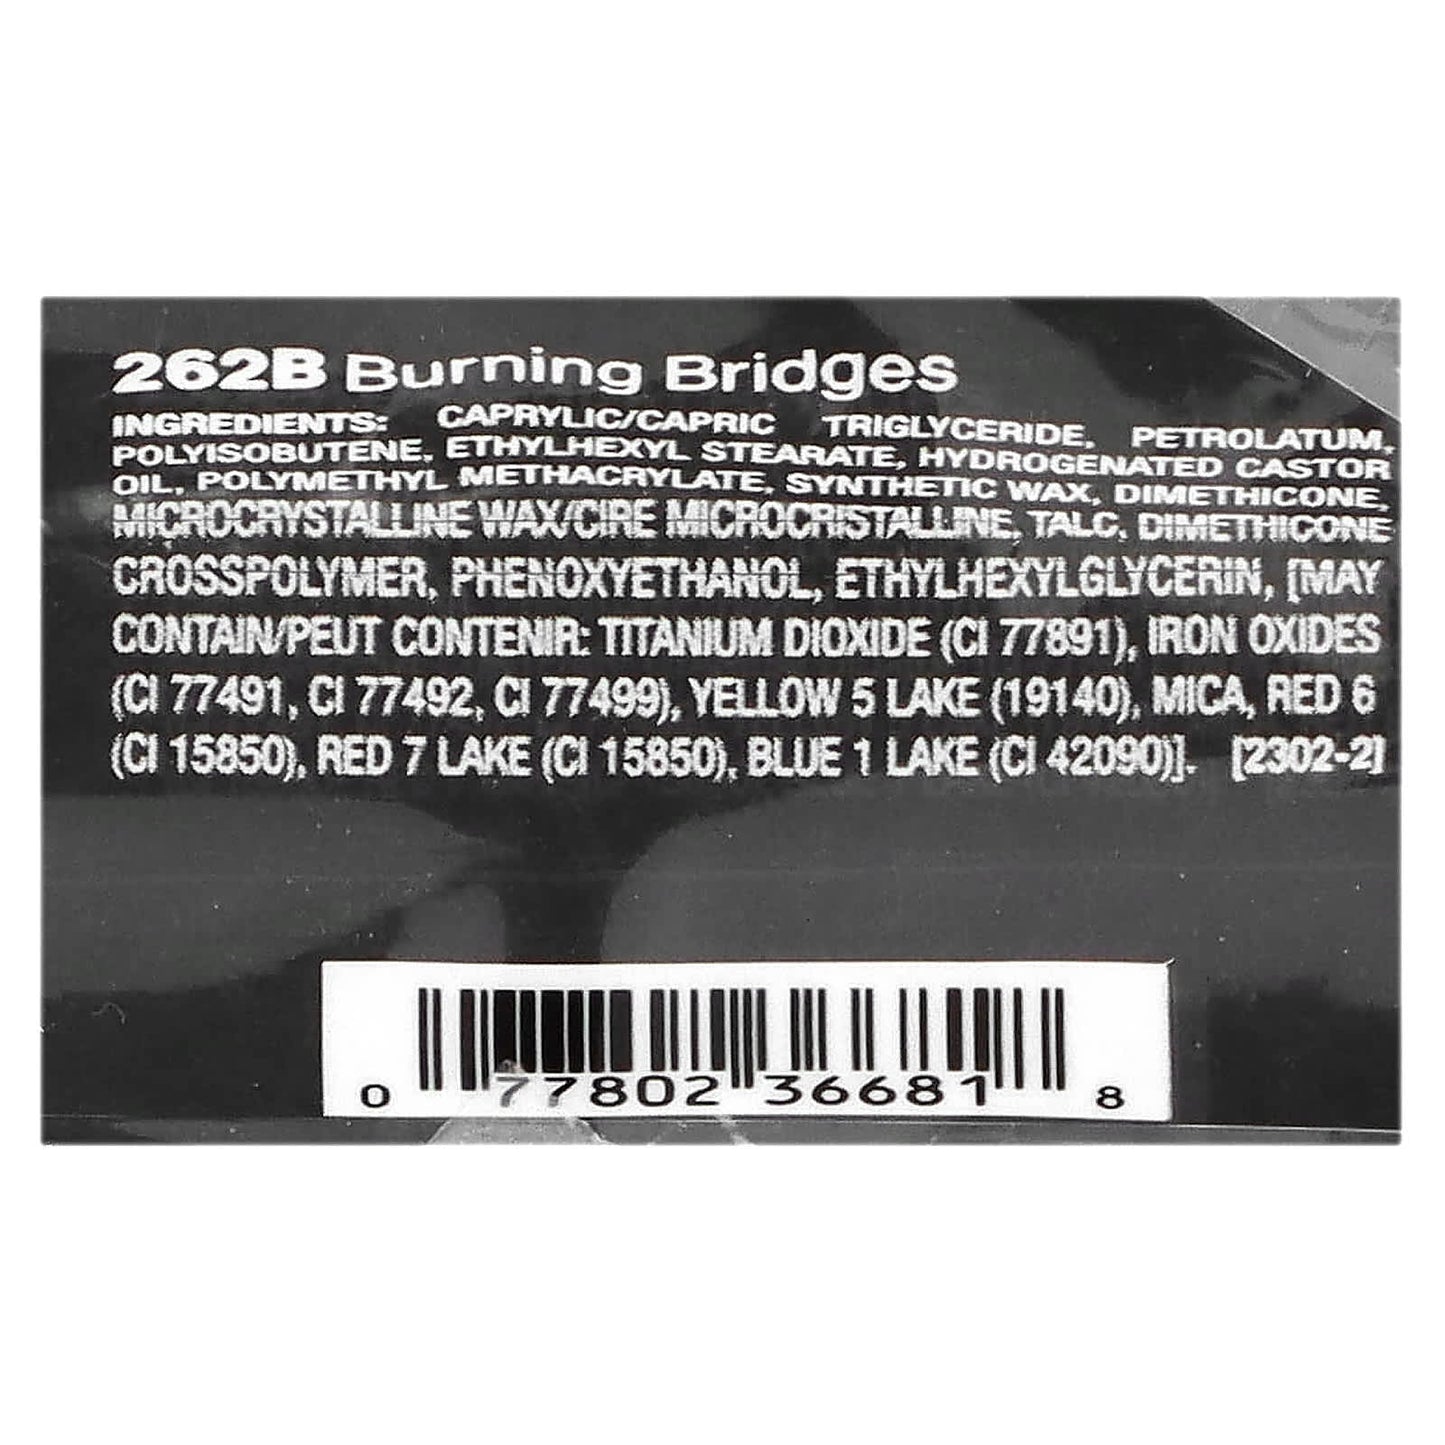 262B Burning Bridges
INGREDIENTS: CAPRYLIC/CAPRIC TRIGLYCERIDE, PETROLATUM,
POLYISOBUTENE, ETHYLHEXYL STEARATE, HYDROGENATED CASTOR
OIL, POLYMETHYL METHACRYLATE, SYNTHETIC WAX, DIMETHICONE,
MICROCRYSTALLINE WAX/CIRE MICROCRISTALLINE, TALC, DIMETHICONE
CROSSPOLYMER, PHENOXYETHANOL, ETHYLHEXYLGLYCERIN, [MAY
CONTAIN/PEUT CONTENIR: TITANIUM DIOXIDE (CI 77891), IRON OXIDES
(CI 77491, CI 77492, CI 77499), YELLOW 5 LAKE (19140), MICA, RED 6
(CI 15850), RED 7 LAKE (CI 15850), BLUE 1 LAKE (CI 42090)]. [2302-2]
0 77802 36681 8